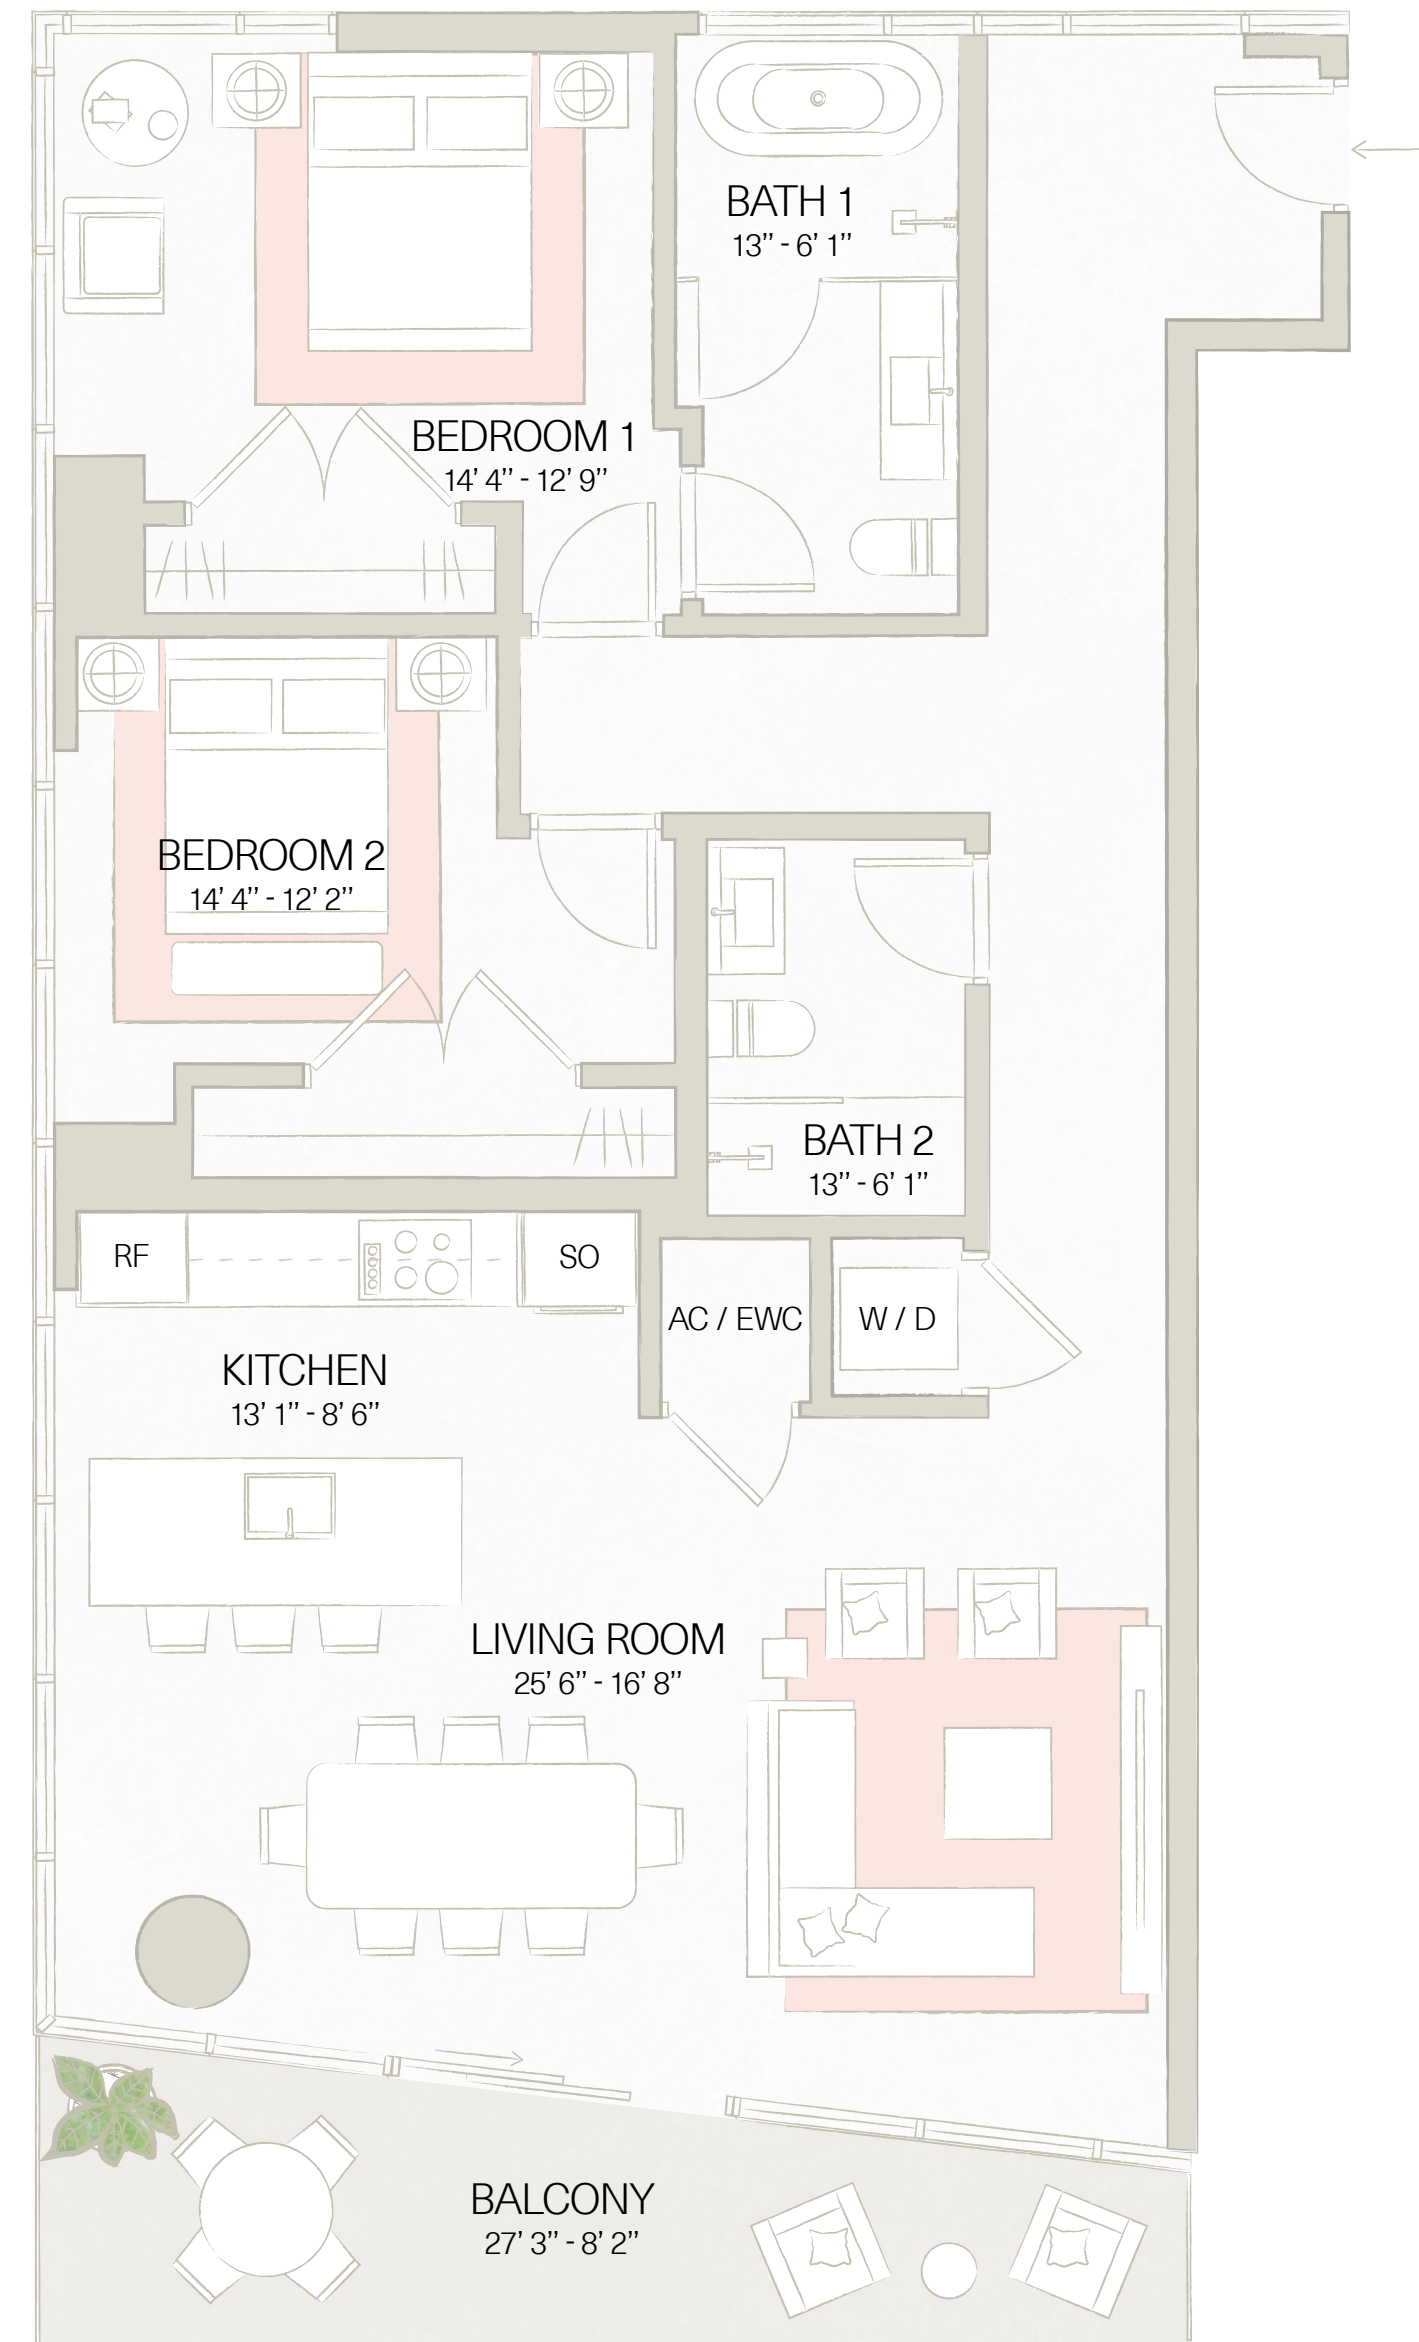 BATH 1
13’’ - 6’ 1’’
BEDROOM 1
14’ 4’’ - 12’ 9’’
BEDROOM 2
14’ 4’’ - 12’ 2’’
BATH 2
13’’ - 6’ 1’’
RF
SO
AC / EWC
W / D
KITCHEN
13’ 1’’ - 8’ 6’’
LIVING ROOM
25’ 6’’ - 16’ 8’’
BALCONY
27’ 3’’ - 8’ 2’’